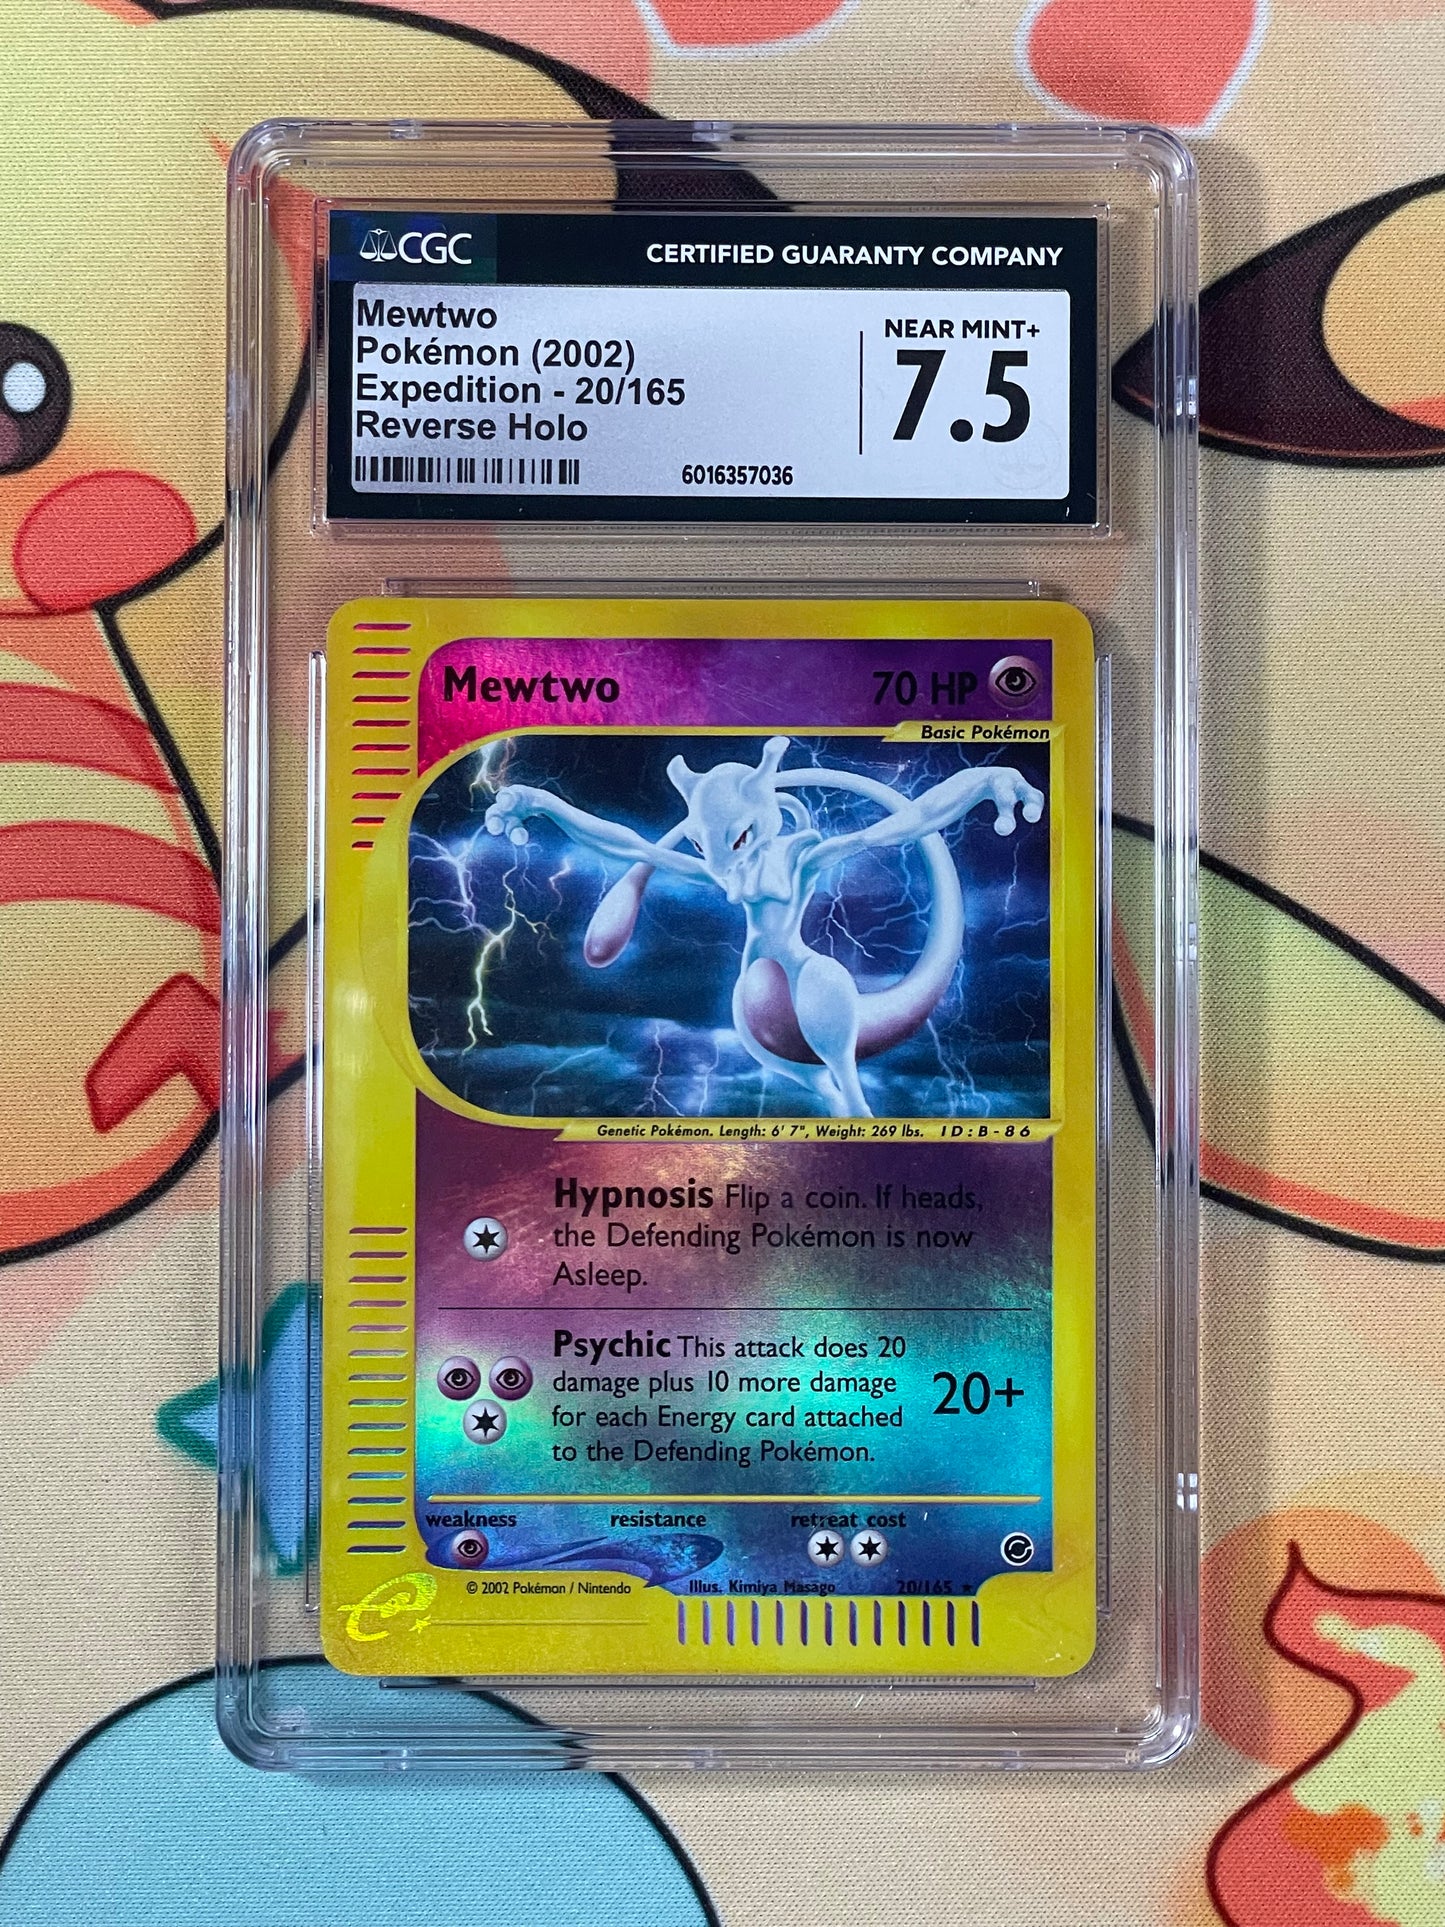 CGC
CERTIFIED GUARANTY COMPANY
Mewtwo
Pokémon (2002)
Expedition - 20/165
Reverse Holo
NEAR MINT+
7.5
6016357036
Mewtwo
70 HP
Basic Pokémon
Genetic Pokémon. Length: 6' 7", Weight: 269 lbs. ID:B-86
Hypnosis Flip a coin. If heads,
the Defending Pokémon is now
Asleep.
Psychic This attack does 20
damage plus 10 more damage
for each Energy card attached
to the Defending Pokémon.
20+
weakness resistance retreat cost
© 2002 Pokémon / Nintendo Illus. Kimiya Masago 20/165 ★
e